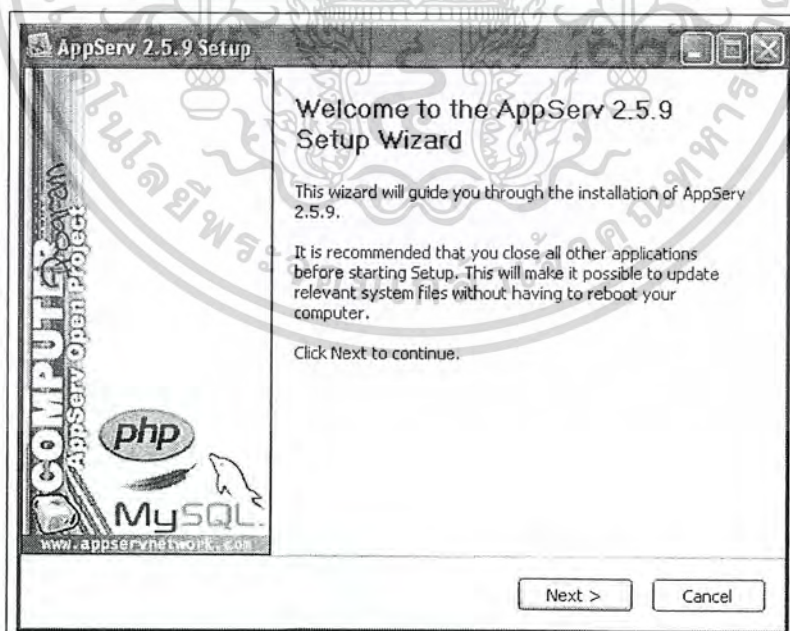 AppServ 2.5.9 Setup
Welcome to the AppServ 2.5.9
Setup Wizard
This wizard will guide you through the installation of AppServ
2.5.9.
It is recommended that you close all other applications
before starting Setup. This will make it possible to update
relevant system files without having to reboot your
computer.
Click Next to continue.
COMPUTER
Program
AppServ Open Project
php
MySQL
www.appservnetwork.com
Next >
Cancel